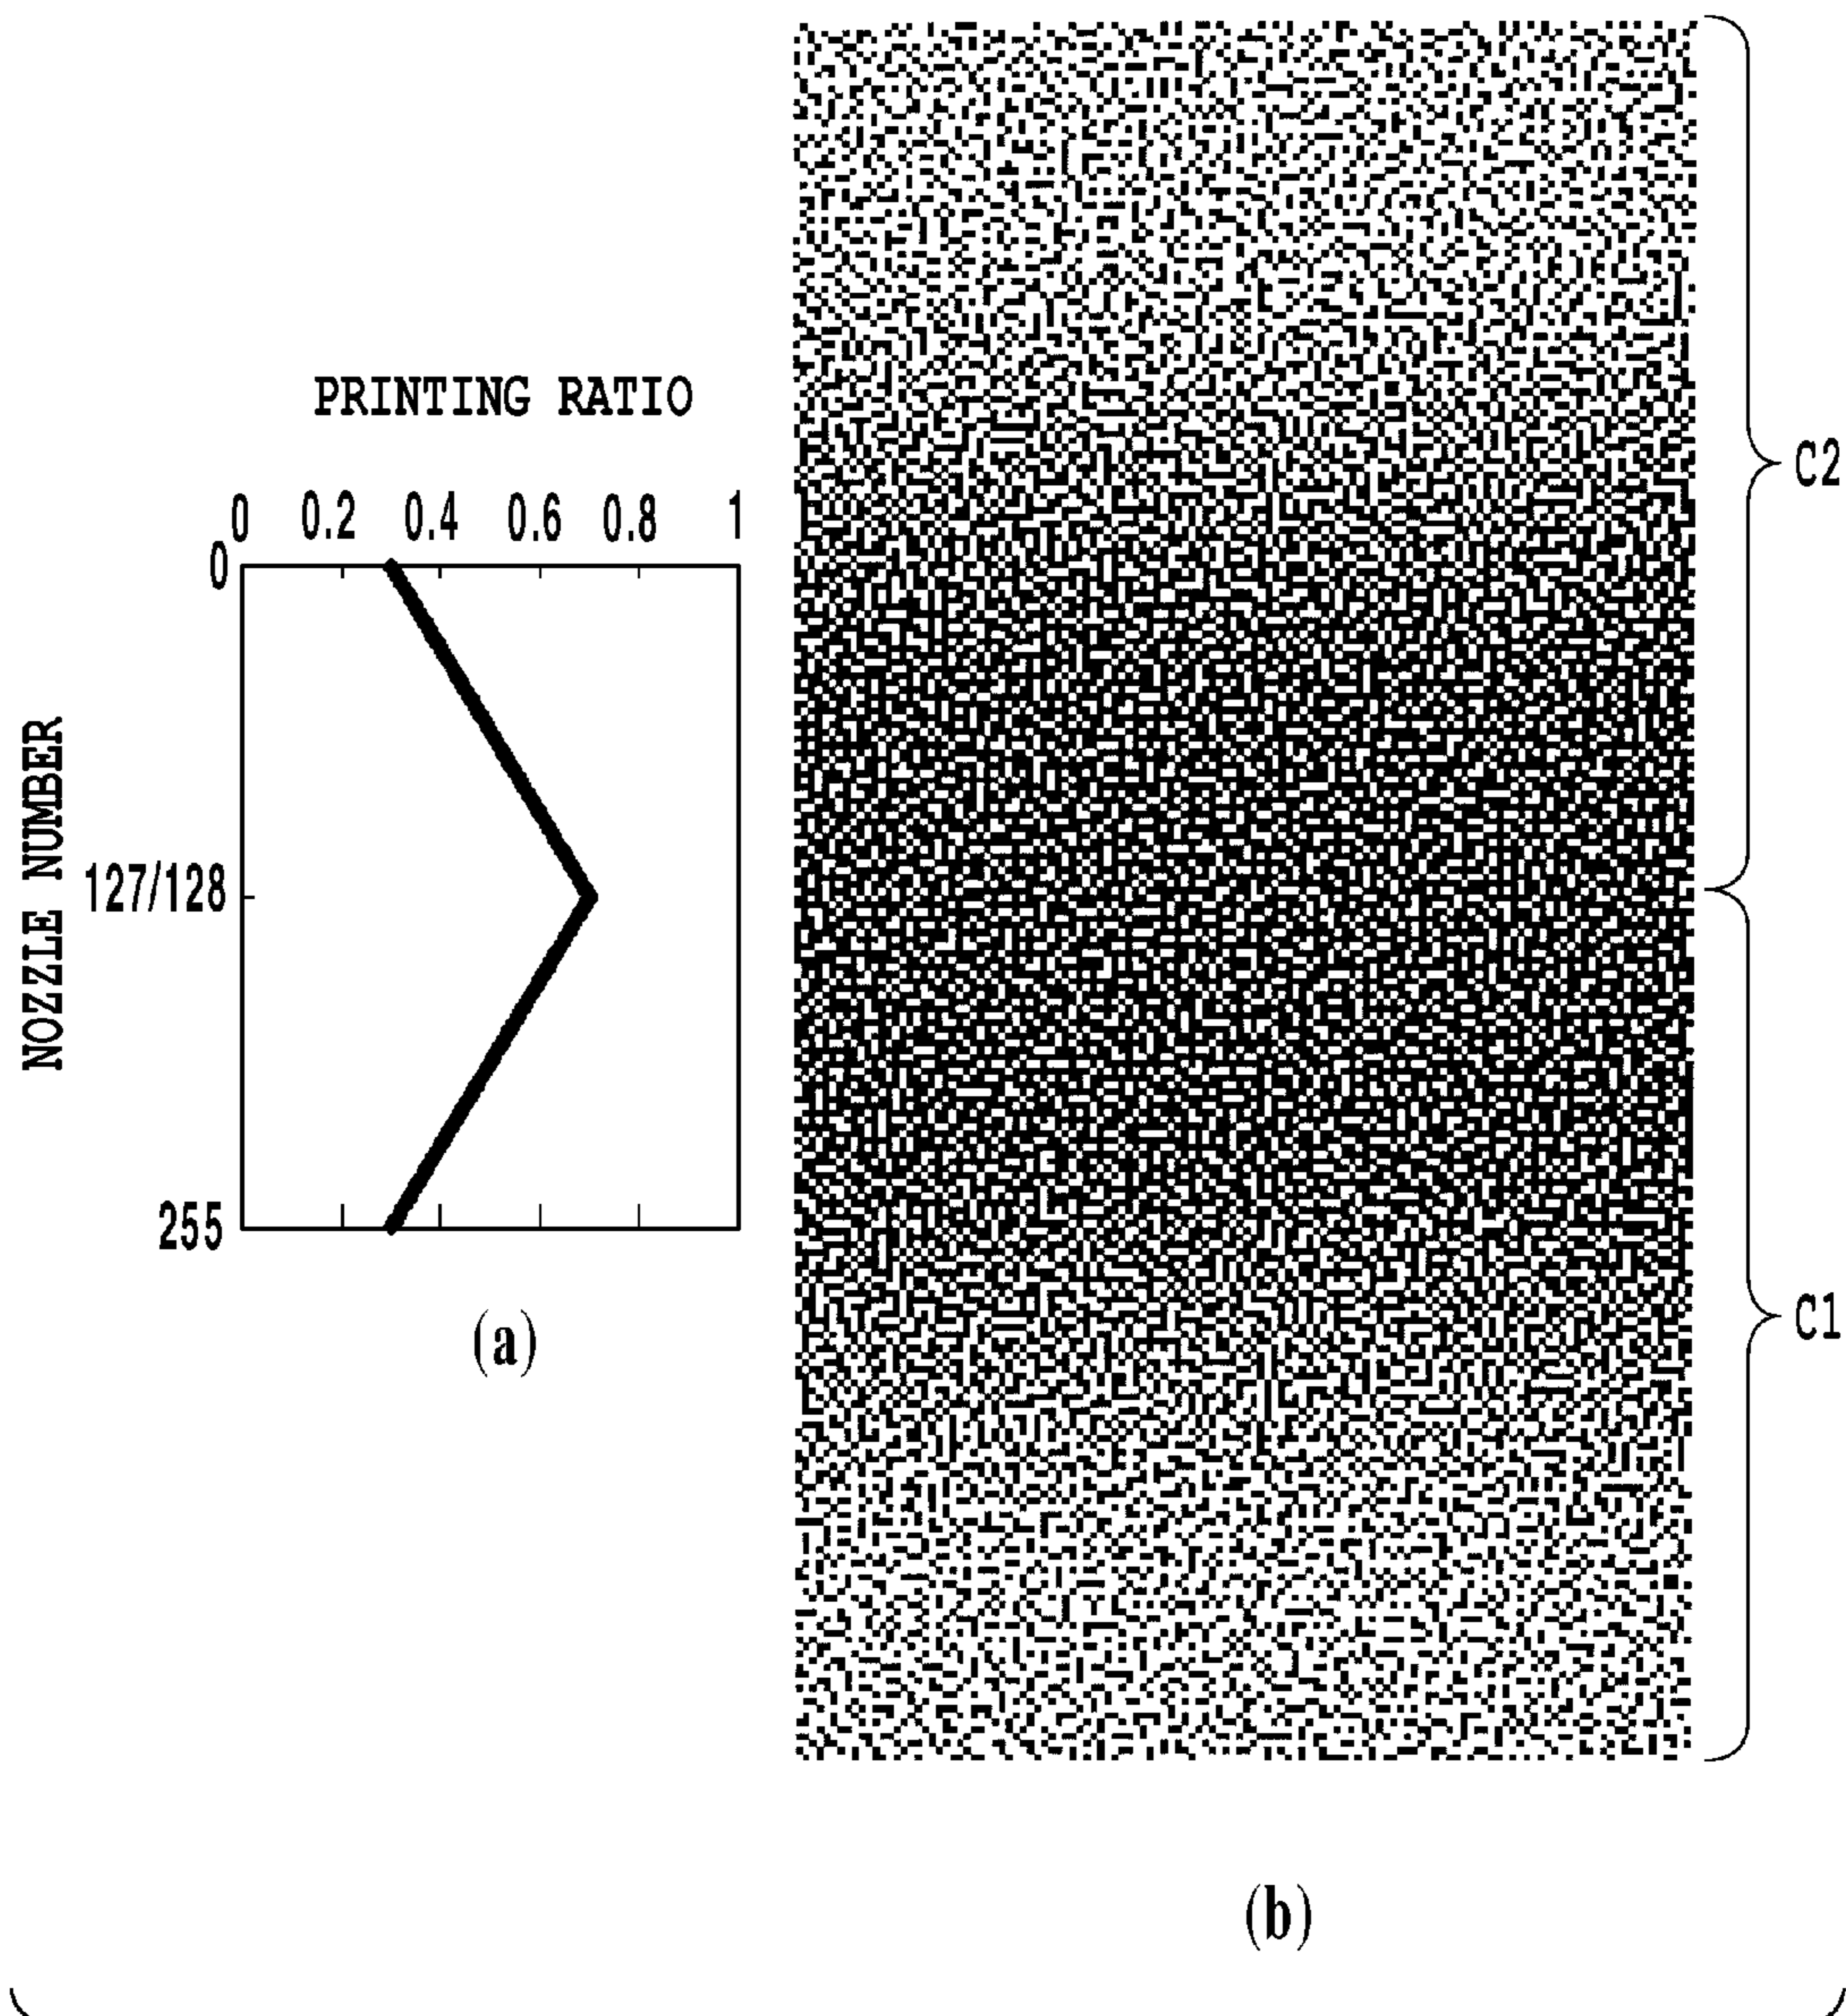 PRINTING RATIO
0 0.2 0.4 0.6 0.8 1
0
127/128
255
NOZZLE NUMBER
(a)
C2
C1
(b)